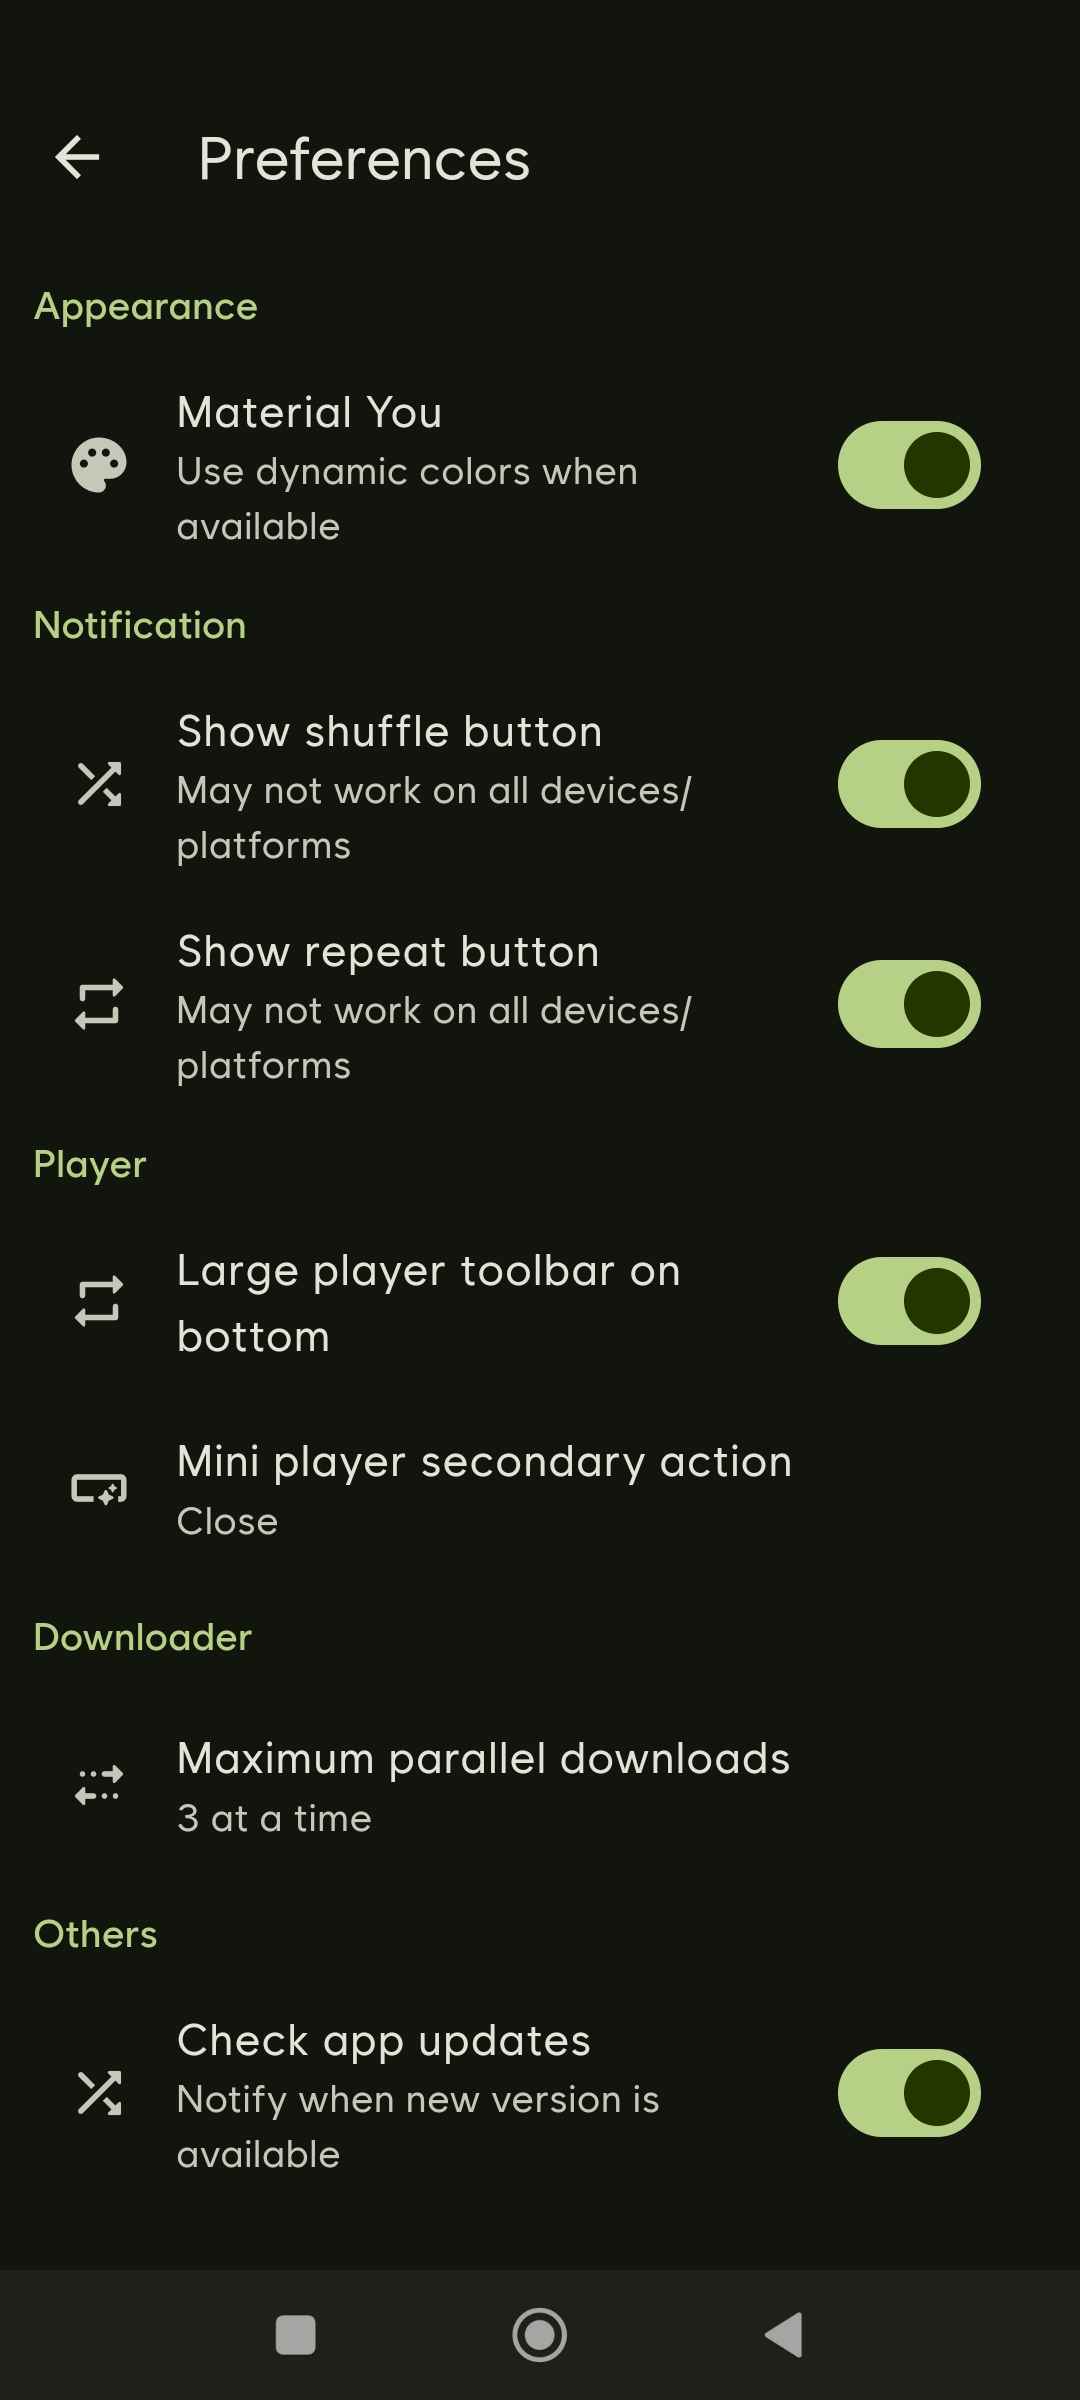 Preferences
Appearance
Material You
Use dynamic colors when
available
Notification
Show shuffle button
May not work on all devices/
platforms
Show repeat button
May not work on all devices/
platforms
Player
Large player toolbar on
bottom
Mini player secondary action
Close
Downloader
Maximum parallel downloads
3 at a time
Others
Check app updates
Notify when new version is
available